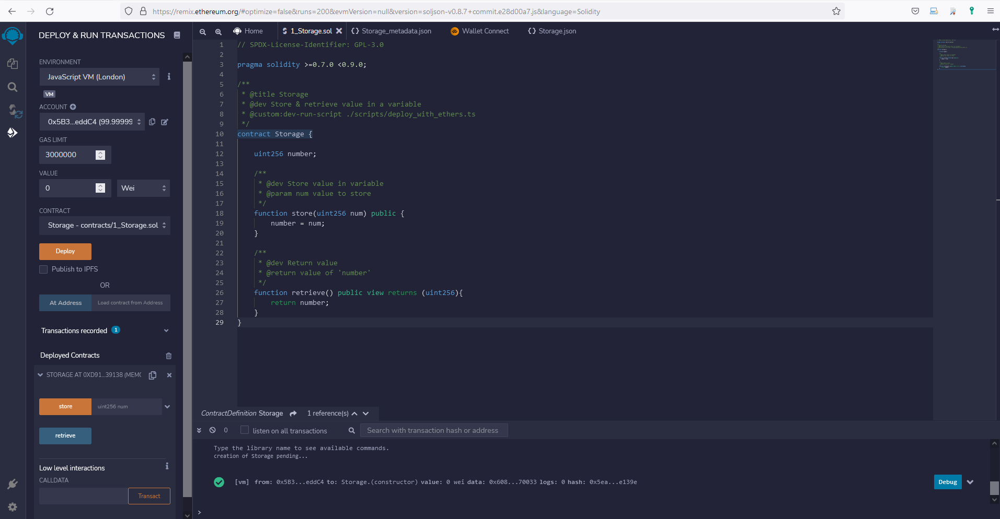 https://remix.ethereum.org/#optimize=false&runs=200&evmVersion=null&version=soljson-v0.8.7+commit.e28d00a7.js&language=Solidity
DEPLOY & RUN TRANSACTIONS
ENVIRONMENT
JavaScript VM (London)
VM
ACCOUNT
0x5B3...eddC4 (99.99999
GAS LIMIT
3000000
VALUE
0
Wei
CONTRACT
Storage - contracts/1_Storage.sol
Deploy
Publish to IPFS
OR
At Address
Load contract from Address
Transactions recorded 1
Deployed Contracts
STORAGE AT 0XD91...39138 (MEMO
store
uint256 num
retrieve
Low level interactions
CALLDATA
Transact
Home
1_Storage.sol
Storage_metadata.json
Wallet Connect
Storage.json
1 // SPDX-License-Identifier: GPL-3.0
2
3 pragma solidity >=0.7.0 <0.9.0;
4
5 /**
6 * @title Storage
7 * @dev Store & retrieve value in a variable
8 * @custom:dev-run-script ./scripts/deploy_with_ethers.ts
9 */
10 contract Storage {
11
12 uint256 number;
13
14 /**
15 * @dev Store value in variable
16 * @param num value to store
17 */
18 function store(uint256 num) public {
19 number = num;
20 }
21
22 /**
23 * @dev Return value
24 * @return value of 'number'
25 */
26 function retrieve() public view returns (uint256){
27 return number;
28 }
29 }
ContractDefinition Storage 1 reference(s)
0
listen on all transactions
Search with transaction hash or address
Type the library name to see available commands.
creation of Storage pending...
[vm] from: 0x5B3...eddC4 to: Storage.(constructor) value: 0 wei data: 0x608...70033 logs: 0 hash: 0x5ea...e139e
Debug
>